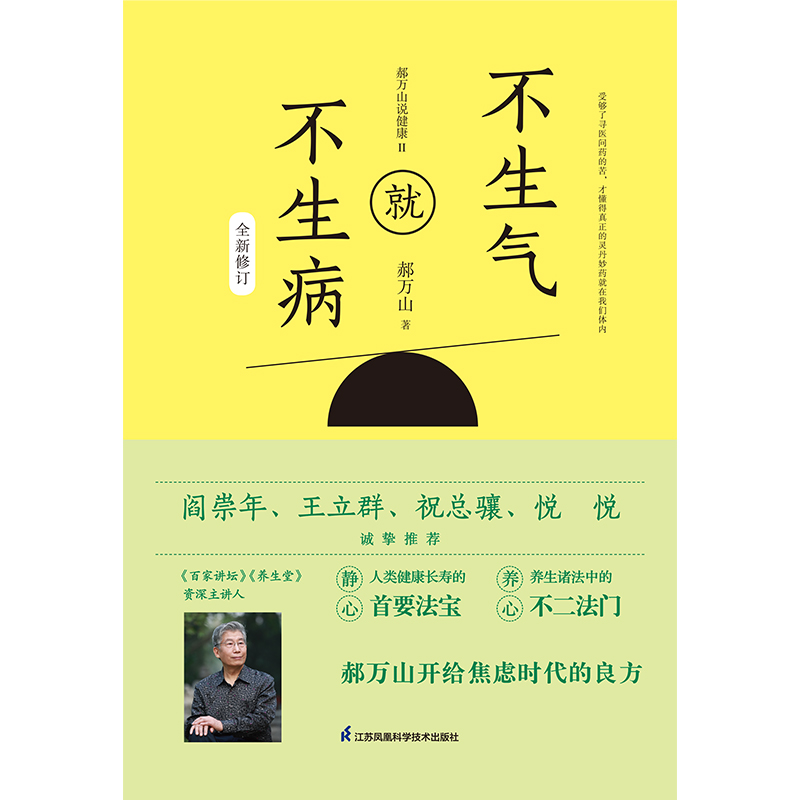 受够了寻医问药的苦，才懂得真正的灵丹妙药就在我们体内
不生气
郝万山说健康II
就
郝万山 著
不生病
全新修订
阎崇年、王立群、祝总骧、悦 悦
诚挚推荐
《百家讲坛》《养生堂》
资深主讲人
静心
人类健康长寿的
首要法宝
养心
养生诸法中的
不二法门
郝万山开给焦虑时代的良方
江苏凤凰科学技术出版社